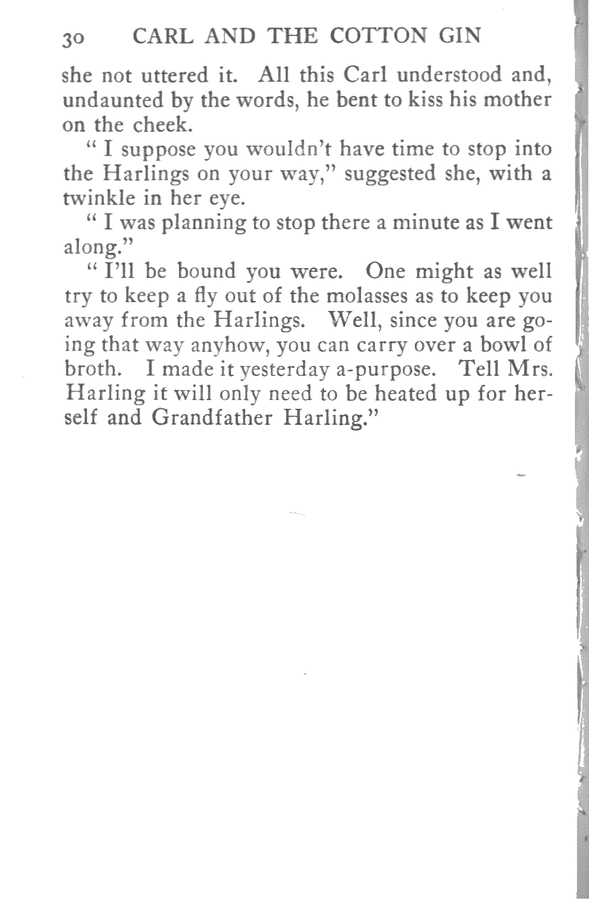 30 CARL AND THE COTTON GIN
she not uttered it. All this Carl understood and,
undaunted by the words, he bent to kiss his mother
on the cheek.
“ I suppose you wouldn’t have time to stop into
the Harlings on your way,” suggested she, with a
twinkle in her eye.
“ I was planning to stop there a minute as I went
along.”
“ I’ll be bound you were. One might as well
try to keep a fly out of the molasses as to keep you
away from the Harlings. Well, since you are go-
ing that way anyhow, you can carry over a bowl of
broth. I made it yesterday a-purpose. Tell Mrs.
Harling it will only need to be heated up for her-
self and Grandfather Harling.”